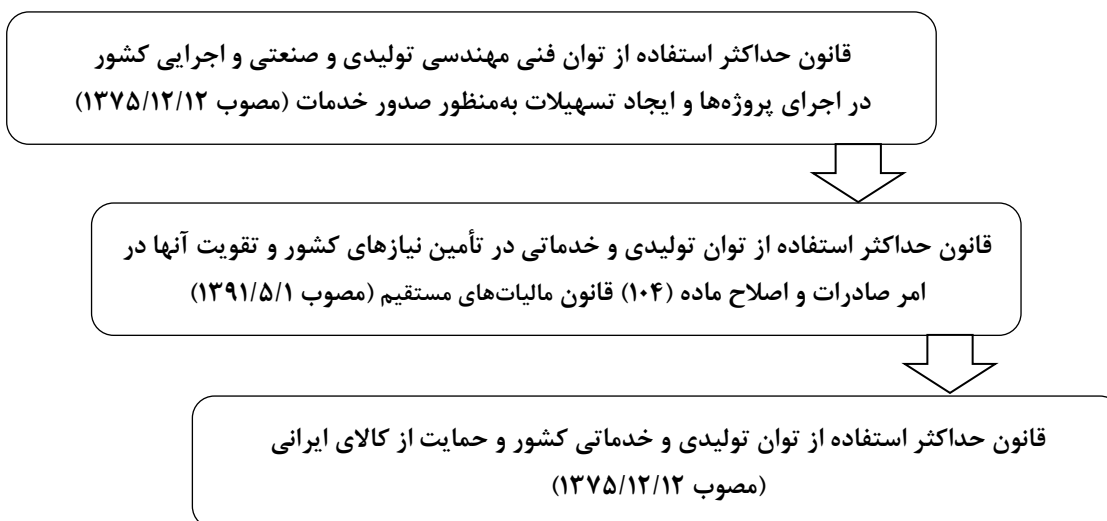 قانون حداکثر استفاده از توان فنی مهندسی تولیدی و صنعتی و اجرایی کشور
در اجرای پروژه‌ها و ایجاد تسهیلات به‌منظور صدور خدمات (مصوب ۱۳۷۵/۱۲/۱۲)
قانون حداکثر استفاده از توان تولیدی و خدماتی در تأمین نیازهای کشور و تقویت آنها در
امر صادرات و اصلاح ماده (۱۰۴) قانون مالیات‌های مستقیم (مصوب ۱۳۹۱/۵/۱)
قانون حداکثر استفاده از توان تولیدی و خدماتی کشور و حمایت از کالای ایرانی
(مصوب ۱۳۷۵/۱۲/۱۲)